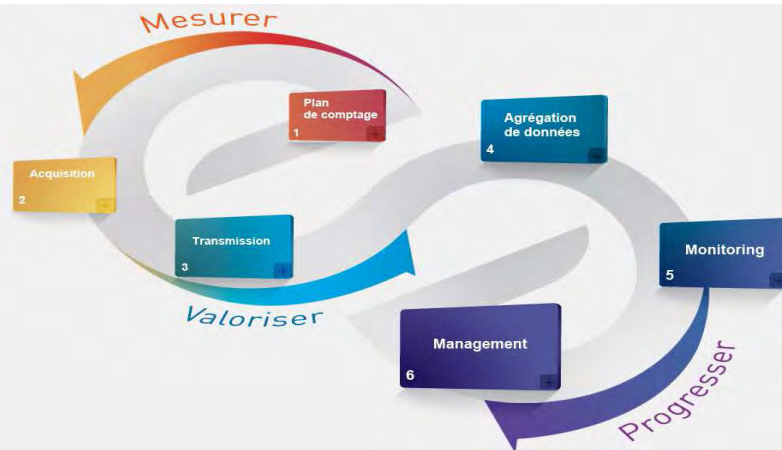 Mesurer
Plan
de comptage
1
Acquisition
2
Transmission
3
Valoriser
Agrégation
de données
4
Monitoring
5
Management
6
Progresser